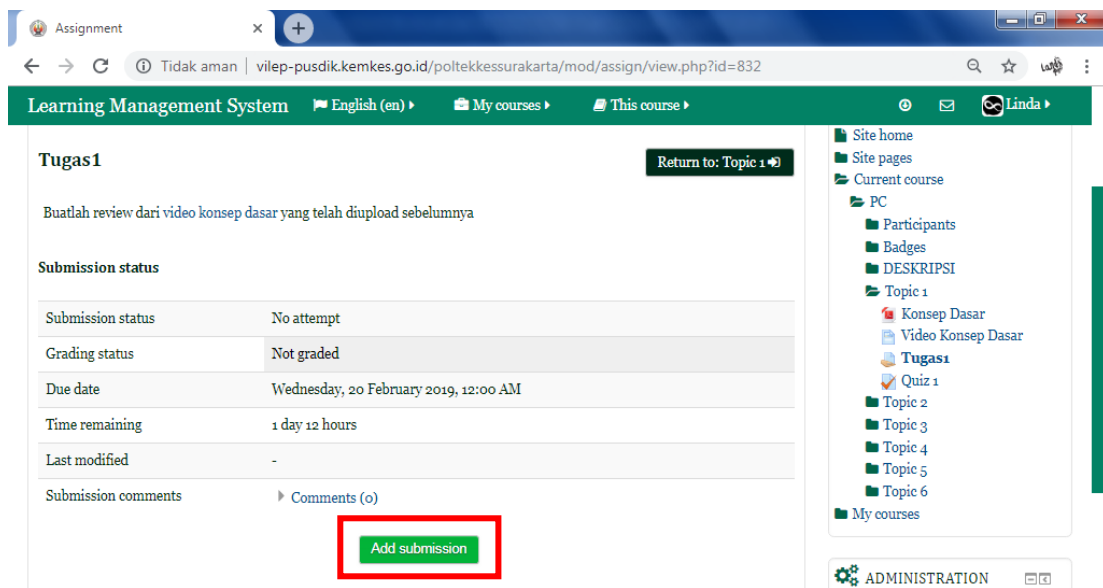 Assignment
Tidak aman | vilep-pusdik.kemkes.go.id/poltekkessurakarta/mod/assign/view.php?id=832
Learning Management System English (en) My courses This course Linda
Tugas1
Return to: Topic 1
Buatlah review dari video konsep dasar yang telah diupload sebelumnya
Submission status
Submission status No attempt
Grading status Not graded
Due date Wednesday, 20 February 2019, 12:00 AM
Time remaining 1 day 12 hours
Last modified -
Submission comments Comments (0)
Add submission
Site home
Site pages
Current course
PC
Participants
Badges
DESKRIPSI
Topic 1
Konsep Dasar
Video Konsep Dasar
Tugas1
Quiz 1
Topic 2
Topic 3
Topic 4
Topic 5
Topic 6
My courses
ADMINISTRATION